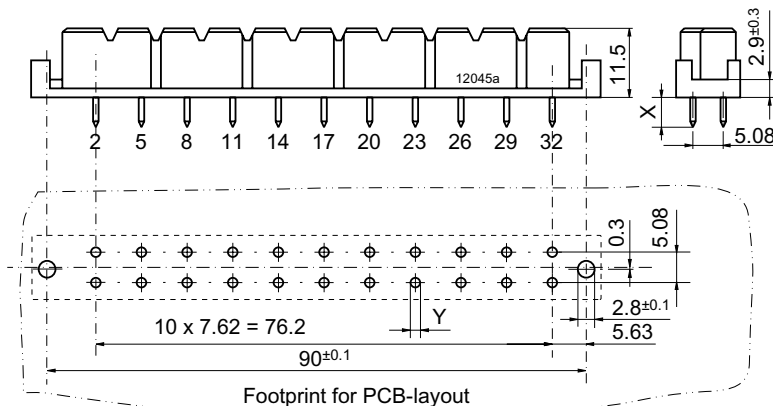 12045a
11.5
2.9±0.3
X
5.08
2 5 8 11 14 17 20 23 26 29 32
0.3
5.08
10 x 7.62 = 76.2
Y
2.8±0.1
5.63
90±0.1
Footprint for PCB-layout